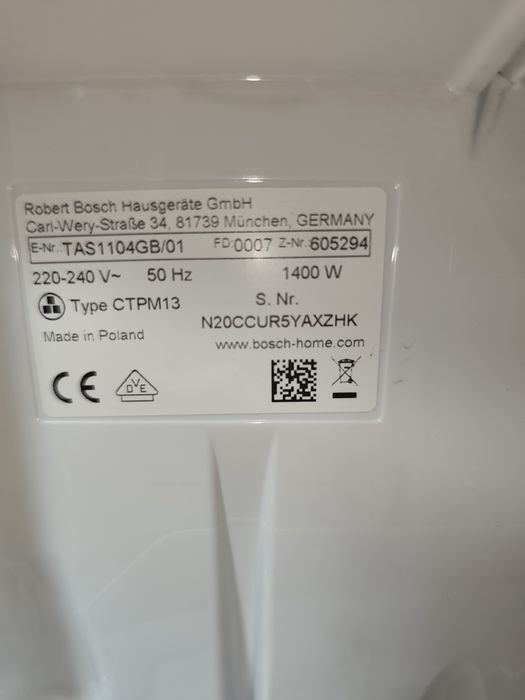 Robert Bosch Hausgeräte GmbH
Carl-Wery-Straße 34, 81739 München, GERMANY
E-Nr.: TAS1104GB/01 FD:0007 Z-Nr.:605294
220-240 V~ 50 Hz 1400 W
Type CTPM13 S. Nr.
N20CCUR5YAXZHK
Made in Poland
www.bosch-home.com
CE
DVE